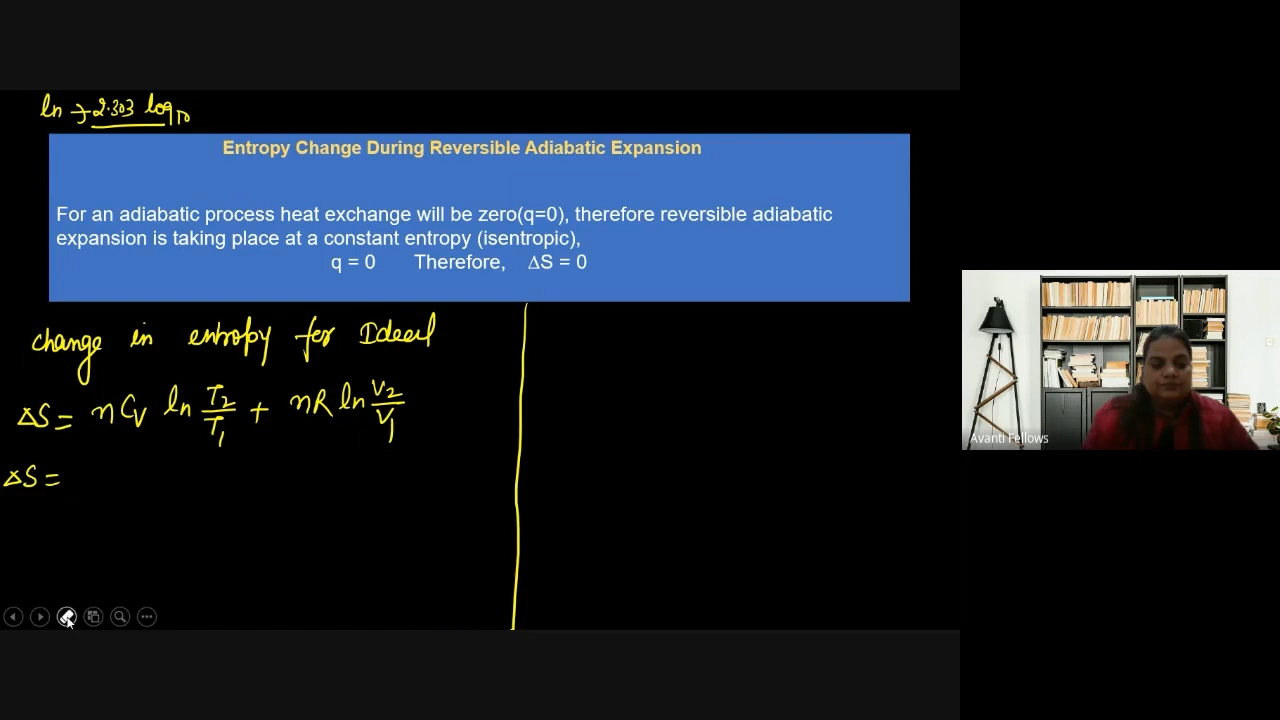 ln → 2.303 log10
Entropy Change During Reversible Adiabatic Expansion
For an adiabatic process heat exchange will be zero(q=0), therefore reversible adiabatic
expansion is taking place at a constant entropy (isentropic),
q = 0 Therefore, ΔS = 0
change in entropy for Ideal
ΔS = nCv ln T2/T1 + nR ln V2/V1
ΔS =
Avanti Fellows